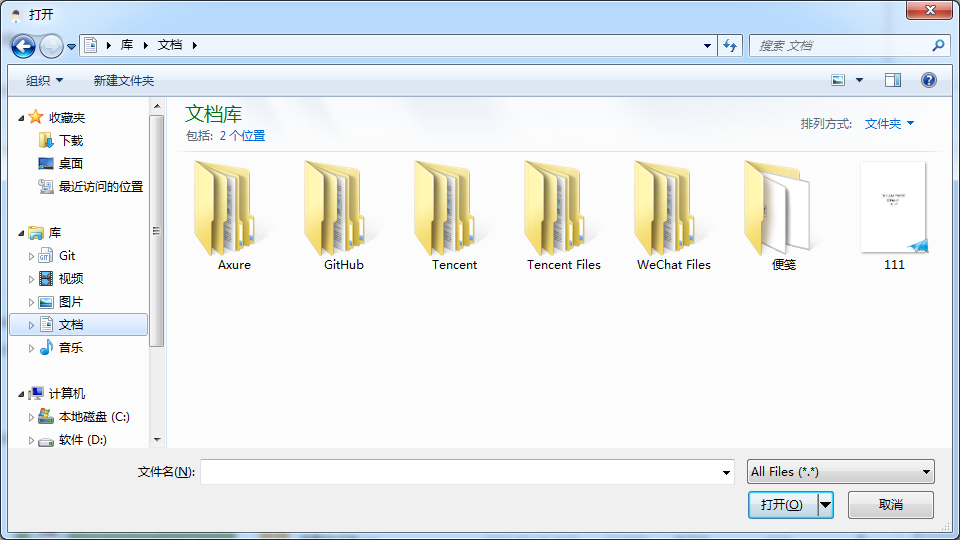 打开
库 文档
搜索 文档
组织 新建文件夹
收藏夹
下载
桌面
最近访问的位置
库
Git
视频
图片
文档
音乐
计算机
本地磁盘 (C:)
软件 (D:)
文档库
包括: 2 个位置
排列方式: 文件夹
Axure
GitHub
Tencent
Tencent Files
WeChat Files
便笺
111
文件名(N):
All Files (*.*)
打开(O)
取消